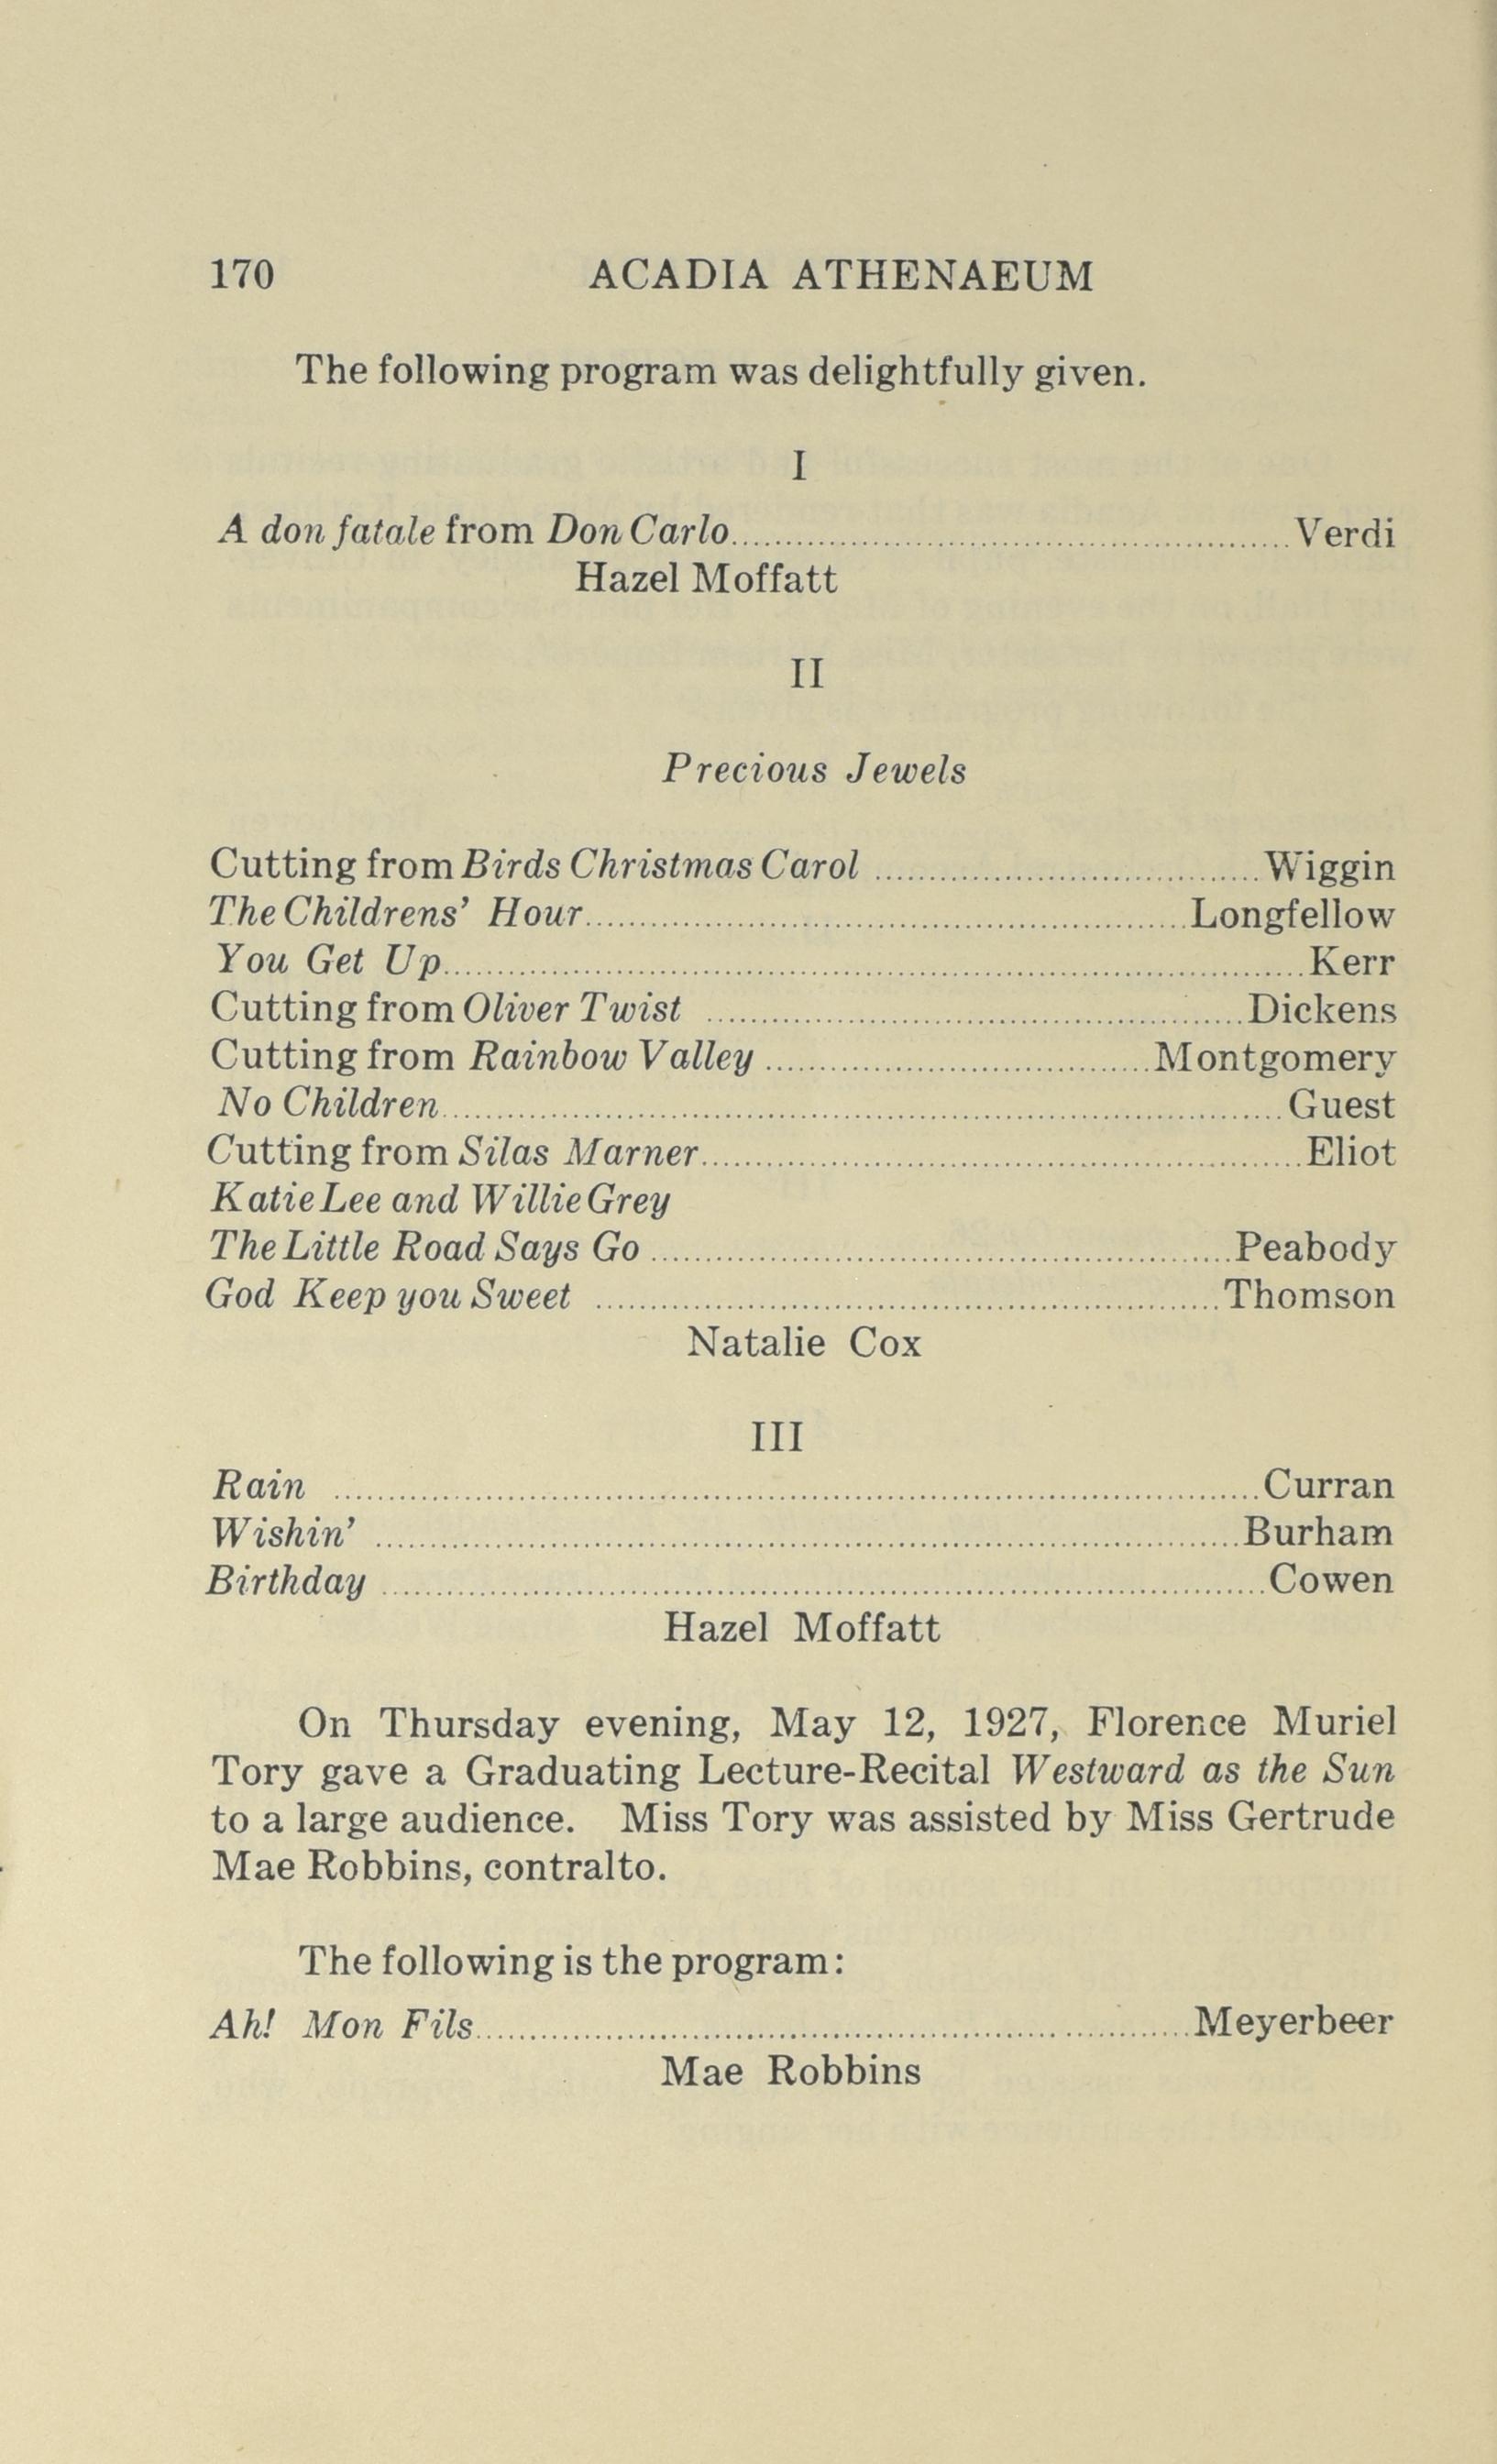 170 ACADIA ATHENAEUM
The following program was delightfully given.
I
A don fatale from Don Carlo........Verdi
Hazel Moffatt
II
Precious Jewels
Cutting from Birds Christmas Carol ........Wiggin
The Childrens' Hour........Longfellow
You Get Up........Kerr
Cutting from Oliver Twist ........Dickens
Cutting from Rainbow Valley ........Montgomery
No Children........Guest
Cutting from Silas Marner........Eliot
Katie Lee and Willie Grey
The Little Road Says Go ........Peabody
God Keep you Sweet ........Thomson
Natalie Cox
III
Rain ........Curran
Wishin' ........Burham
Birthday ........Cowen
Hazel Moffatt
On Thursday evening, May 12, 1927, Florence Muriel
Tory gave a Graduating Lecture-Recital Westward as the Sun
to a large audience. Miss Tory was assisted by Miss Gertrude
Mae Robbins, contralto.
The following is the program:
Ah! Mon Fils........Meyerbeer
Mae Robbins